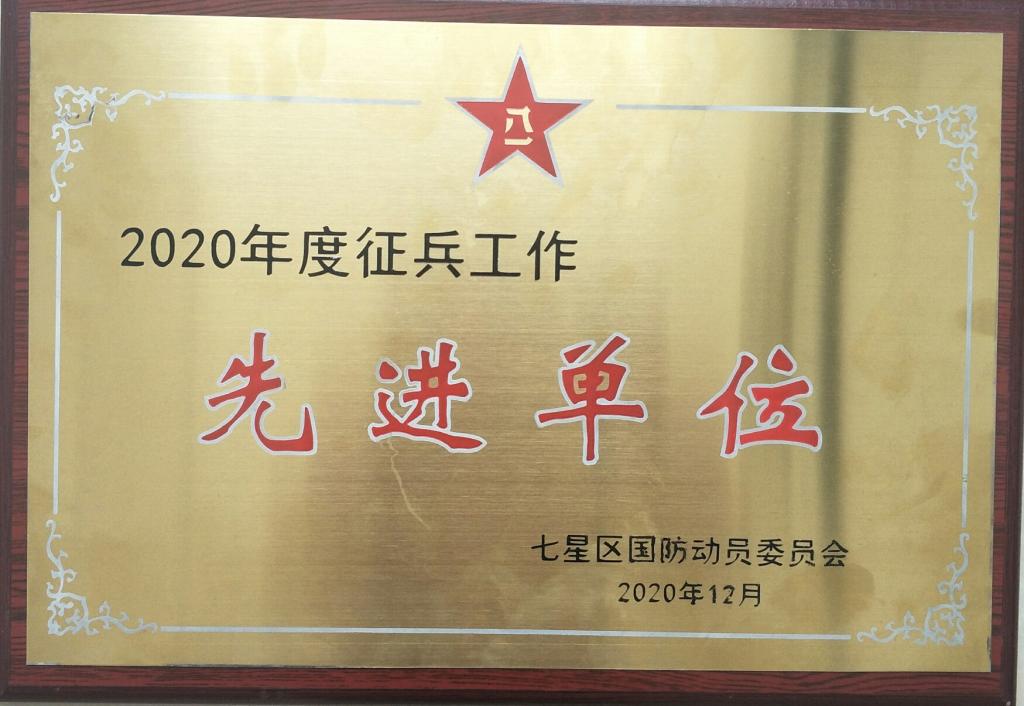 八一
2020年度征兵工作
先进单位
七星区国防动员委员会
2020年12月